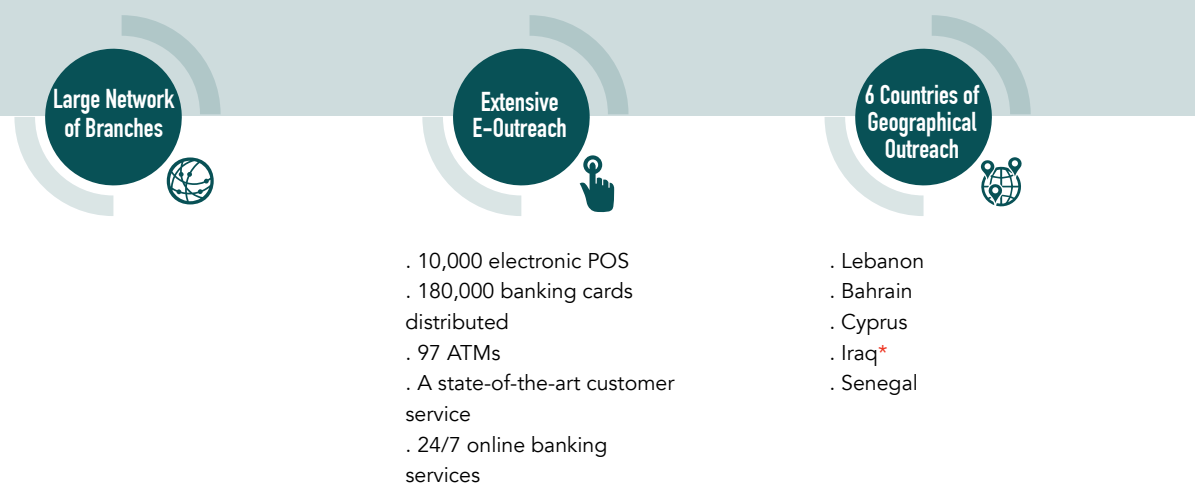 Large Network
of Branches
Extensive
E-Outreach
. 10,000 electronic POS
. 180,000 banking cards
distributed
. 97 ATMs
. A state-of-the-art customer
service
. 24/7 online banking
services
6 Countries of
Geographical
Outreach
. Lebanon
. Bahrain
. Cyprus
. Iraq*
. Senegal